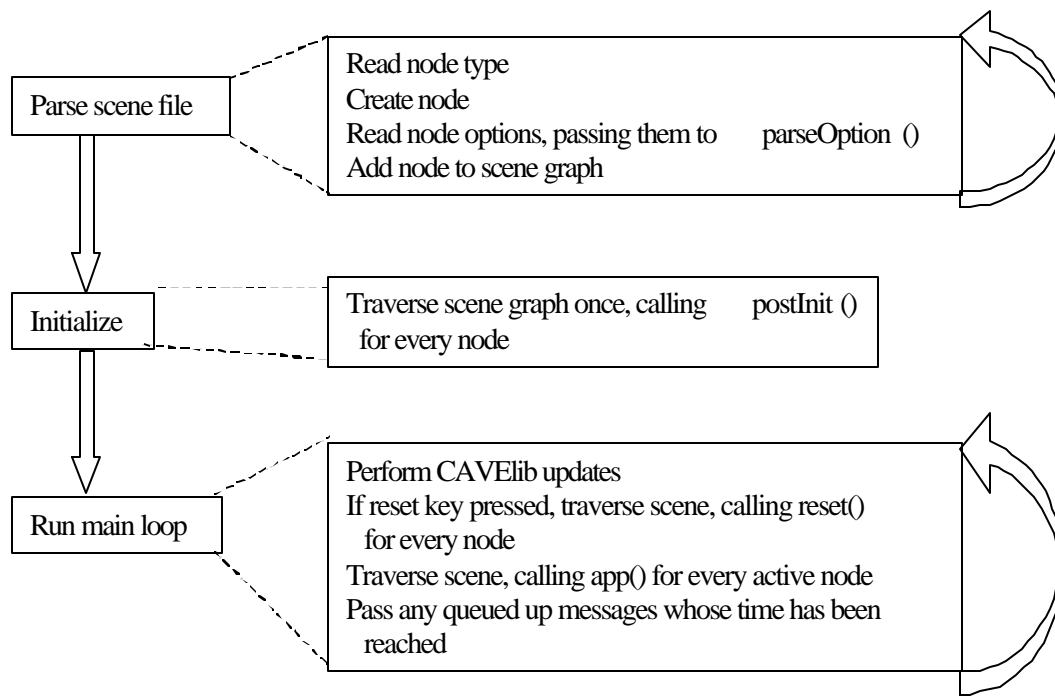 Parse scene file
Read node type
Create node
Read node options, passing them to parseOption ()
Add node to scene graph
Initialize
Traverse scene graph once, calling postInit ()
for every node
Run main loop
Perform CAVElib updates
If reset key pressed, traverse scene, calling reset()
for every node
Traverse scene, calling app() for every active node
Pass any queued up messages whose time has been
reached